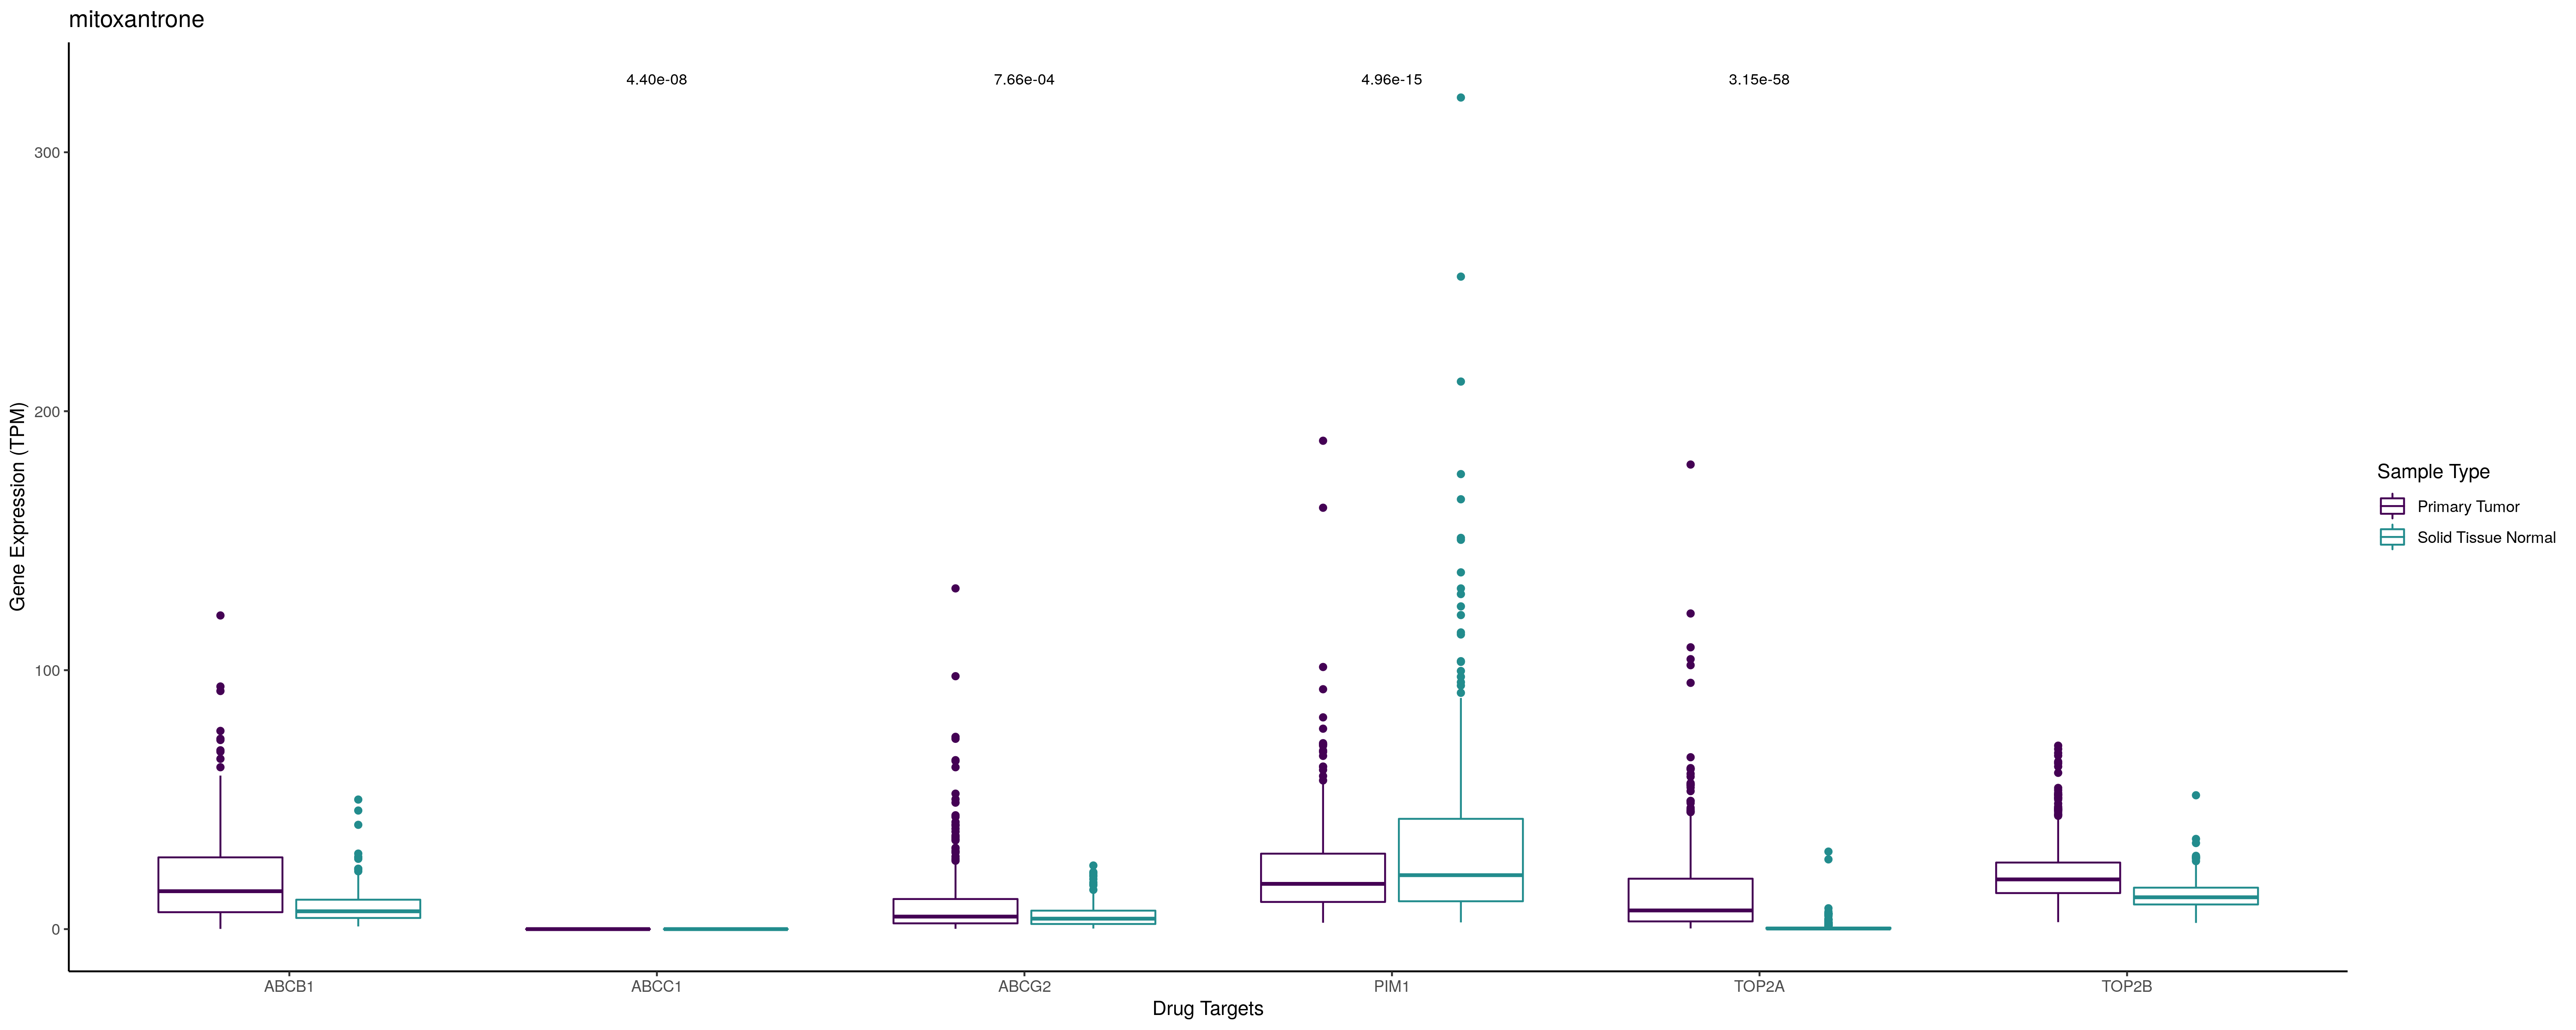 mitoxantrone
4.40e-08
7.66e-04
4.96e-15
3.15e-58
300
200
100
0
Gene Expression (TPM)
ABCB1
ABCC1
ABCG2
PIM1
TOP2A
TOP2B
Drug Targets
Sample Type
Primary Tumor
Solid Tissue Normal